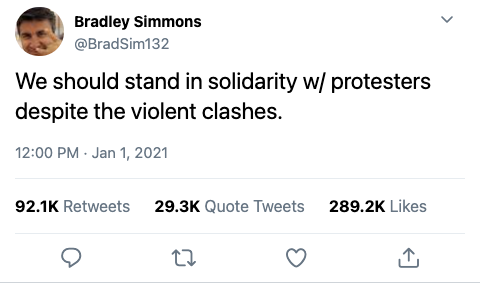 Bradley Simmons
@BradSim132
We should stand in solidarity w/ protesters
despite the violent clashes.
12:00 PM · Jan 1, 2021
92.1K Retweets 29.3K Quote Tweets 289.2K Likes